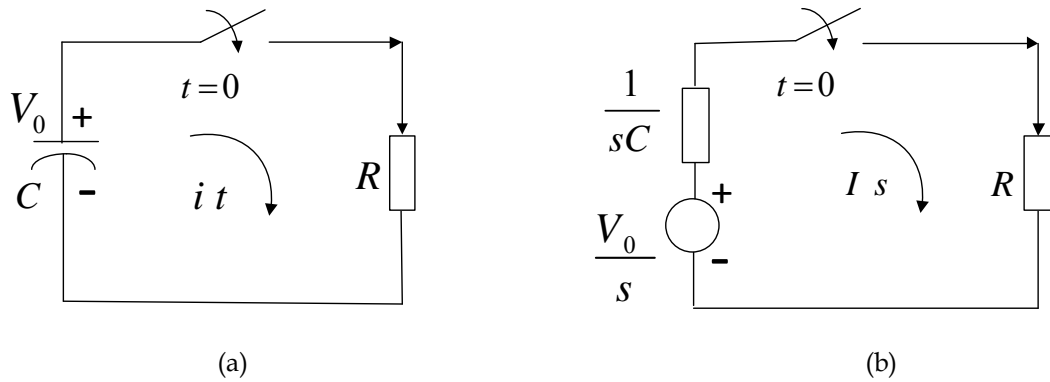 t = 0
V₀ +
C -
i t
R
(a)
t = 0
1
sC
+
V₀
s
-
I s
R
(b)